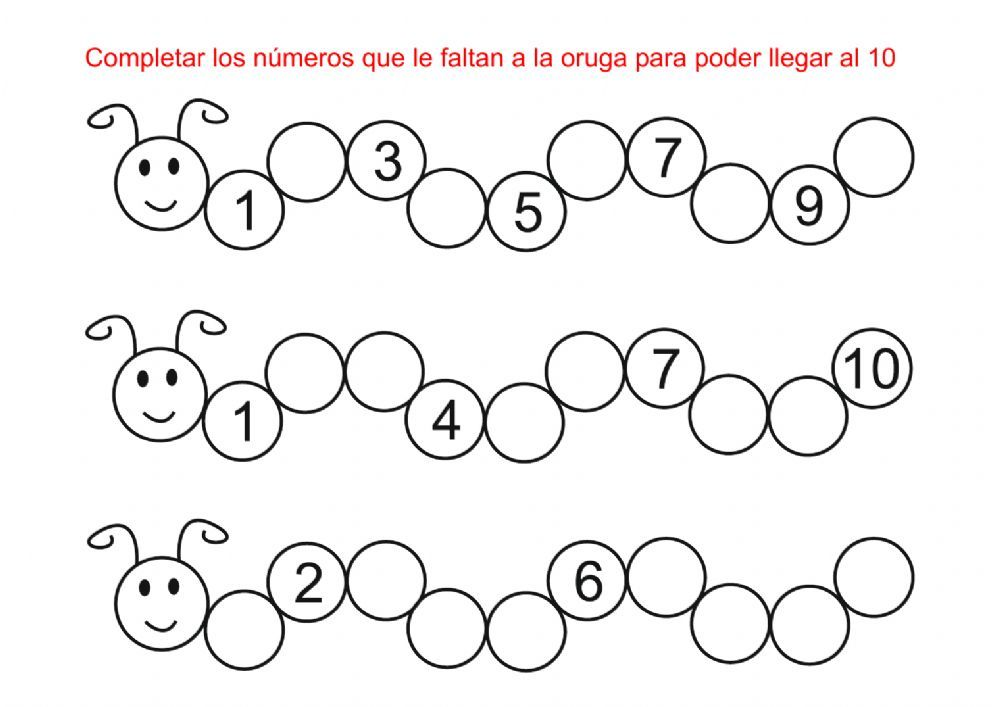 Completar los números que le faltan a la oruga para poder llegar al 10
1 3 5 7 9
1 4 7 10
2 6